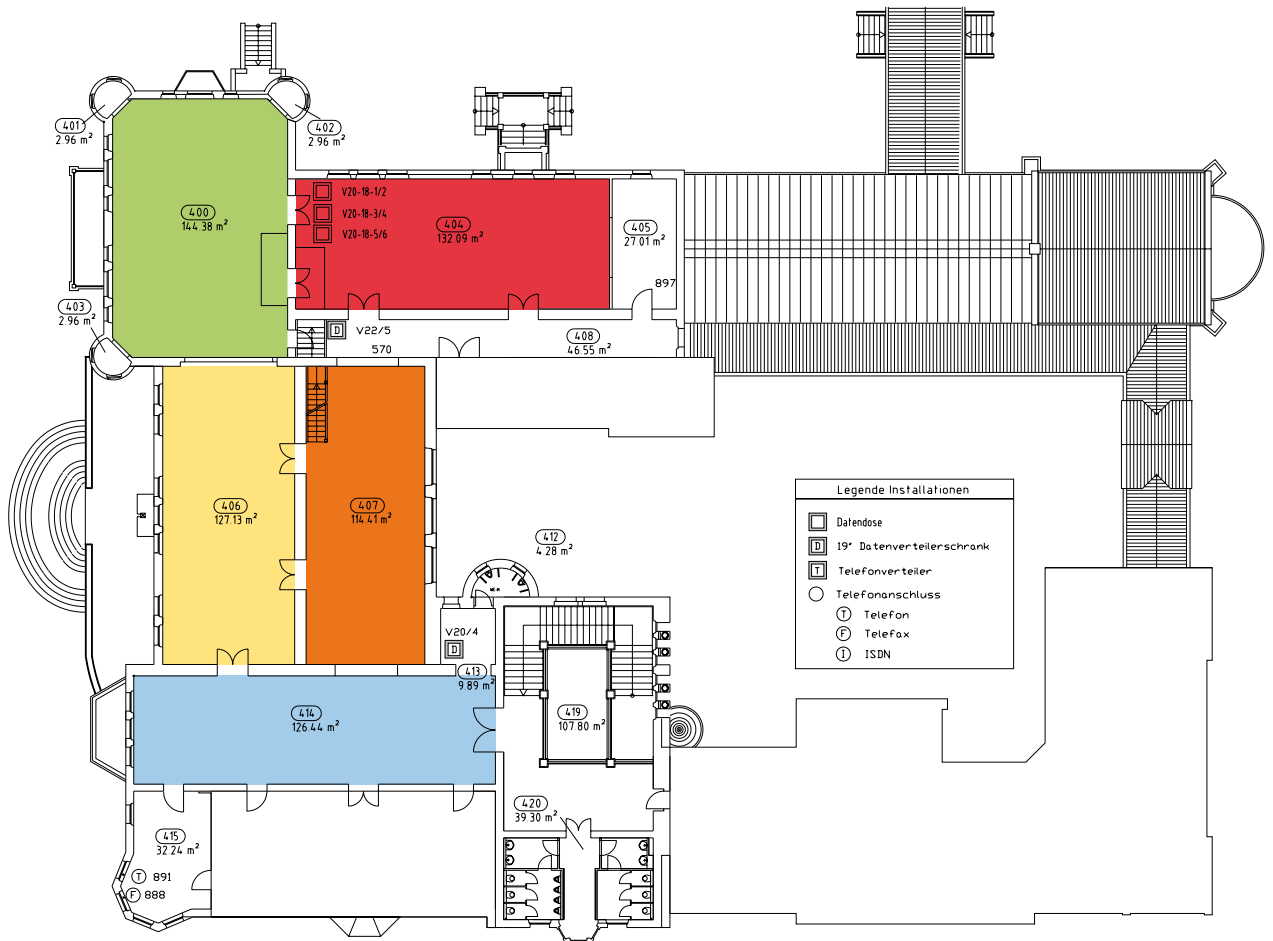 401
2.96 m²
402
2.96 m²
400
144.38 m²
V20-18-1/2
V20-18-3/4
V20-18-5/6
404
132.09 m²
405
27.01 m²
897
403
2.96 m²
D
V22/5
570
408
46.55 m²
406
127.13 m²
407
114.41 m²
412
4.28 m²
Legende Installationen
Datendose
D 19" Datenverteilerschrank
T Telefonverteiler
Telefonanschluss
T Telefon
F Telefax
I ISDN
V20/4
D
413
9.89 m²
414
126.44 m²
419
107.80 m²
420
39.30 m²
415
32.24 m²
T 891
F 888